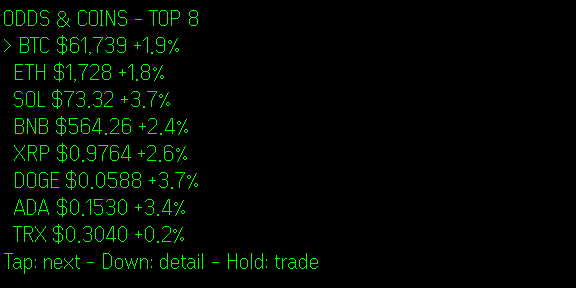 ODDS & COINS - TOP 8
> BTC $61,739 +1.9%
ETH $1,728 +1.8%
SOL $73.32 +3.7%
BNB $564.26 +2.4%
XRP $0.9764 +2.6%
DOGE $0.0588 +3.7%
ADA $0.1530 +3.4%
TRX $0.3040 +0.2%
Tap: next - Down: detail - Hold: trade